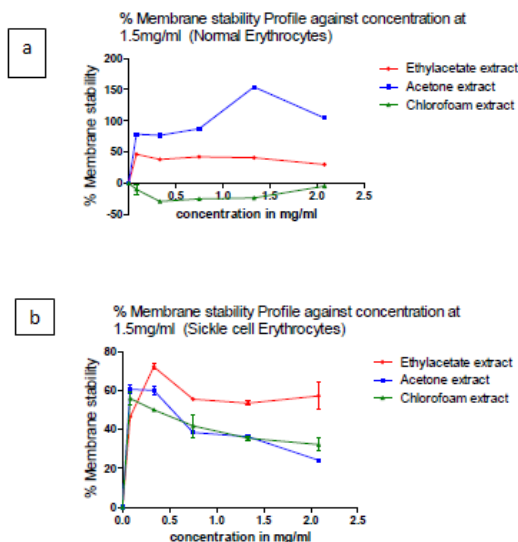 a
% Membrane stability Profile against concentration at
1.5mg/ml (Normal Erythrocytes)
% Membrane stability
200
150
100
50
0
-50
0.5
1.0
1.5
2.0
2.5
concentration in mg/ml
Ethylacetate extract
Acetone extract
Chlorofoam extract
b
% Membrane stability Profile against concentration at
1.5mg/ml (Sickle cell Erythrocytes)
% Membrane stability
80
60
40
20
0
0.0
0.5
1.0
1.5
2.0
2.5
concentration in mg/ml
Ethylacetate extract
Acetone extract
Chlorofoam extract